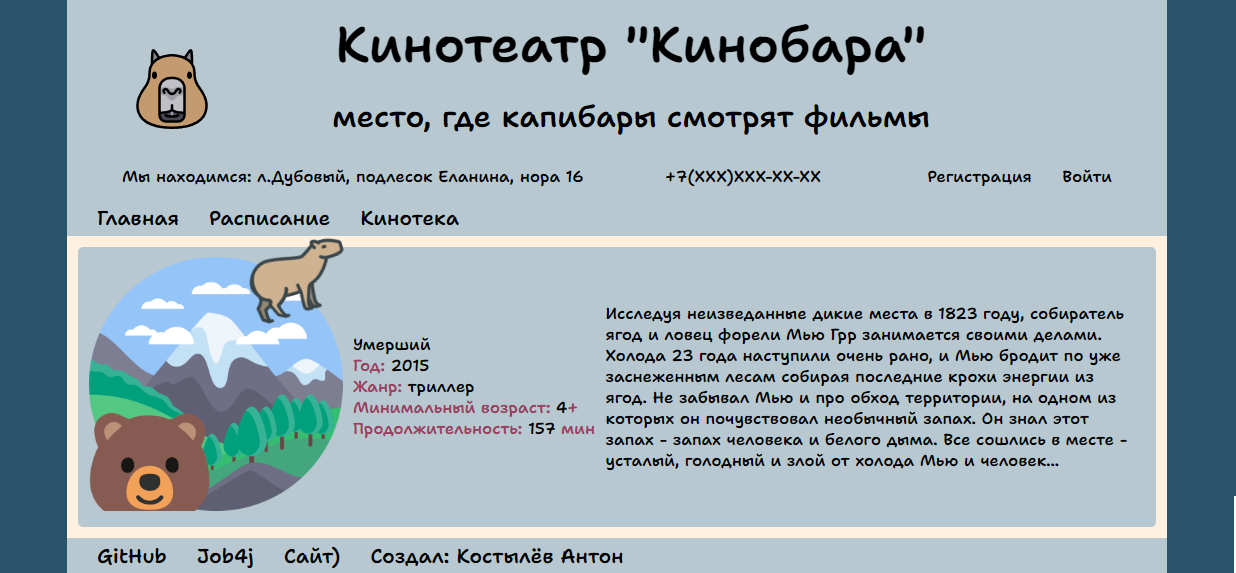 Кинотеатр "Кинобара"
место, где капибары смотрят фильмы
Мы находимся: л.Дубовый, подлесок Еланина, нора 16
+7(XXX)XXX-XX-XX
Регистрация
Войти
Главная Расписание Кинотека
Умерший
Год: 2015
Жанр: триллер
Минимальный возраст: 4+
Продолжительность: 157 мин
Исследуя неизведанные дикие места в 1823 году, собиратель
ягод и ловец форели Мью Грр занимается своими делами.
Холода 23 года наступили очень рано, и Мью бродит по уже
заснеженным лесам собирая последние крохи энергии из
ягод. Не забывал Мью и про обход территории, на одном из
которых он почувствовал необычный запах. Он знал этот
запах - запах человека и белого дыма. Все сошлись в месте -
усталый, голодный и злой от холода Мью и человек...
GitHub Job4j Сайт) Создал: Костылёв Антон